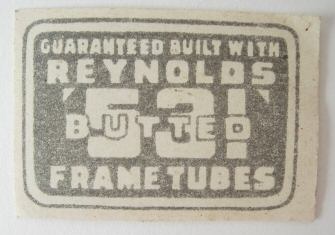 GUARANTEED BUILT WITH
REYNOLDS
'531'
BUTTED
FRAME TUBES